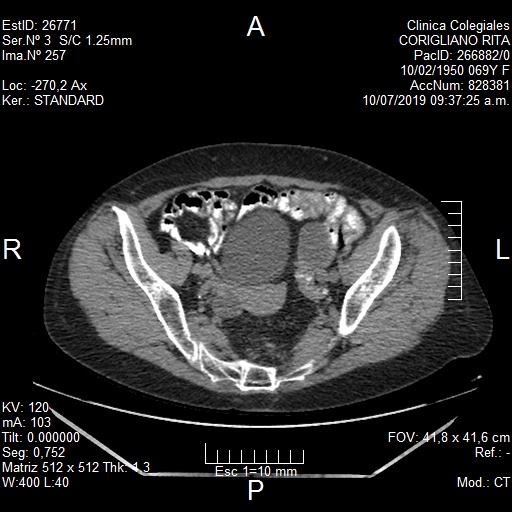 EstID: 26771
Ser.Nº 3 S/C 1.25mm
Ima.Nº 257
Loc: -270,2 Ax
Ker.: STANDARD
A
Clinica Colegiales
CORIGLIANO RITA
PacID: 266882/0
10/02/1950 069Y F
AccNum: 828381
10/07/2019 09:37:25 a.m.
R
L
KV: 120
mA: 103
Tilt: 0.000000
Seg: 0,752
Matriz 512 x 512 Thk: 1.3
W:400 L:40
Esc 1=10 mm
P
FOV: 41,8 x 41,6 cm
Ref.: -
Mod.: CT